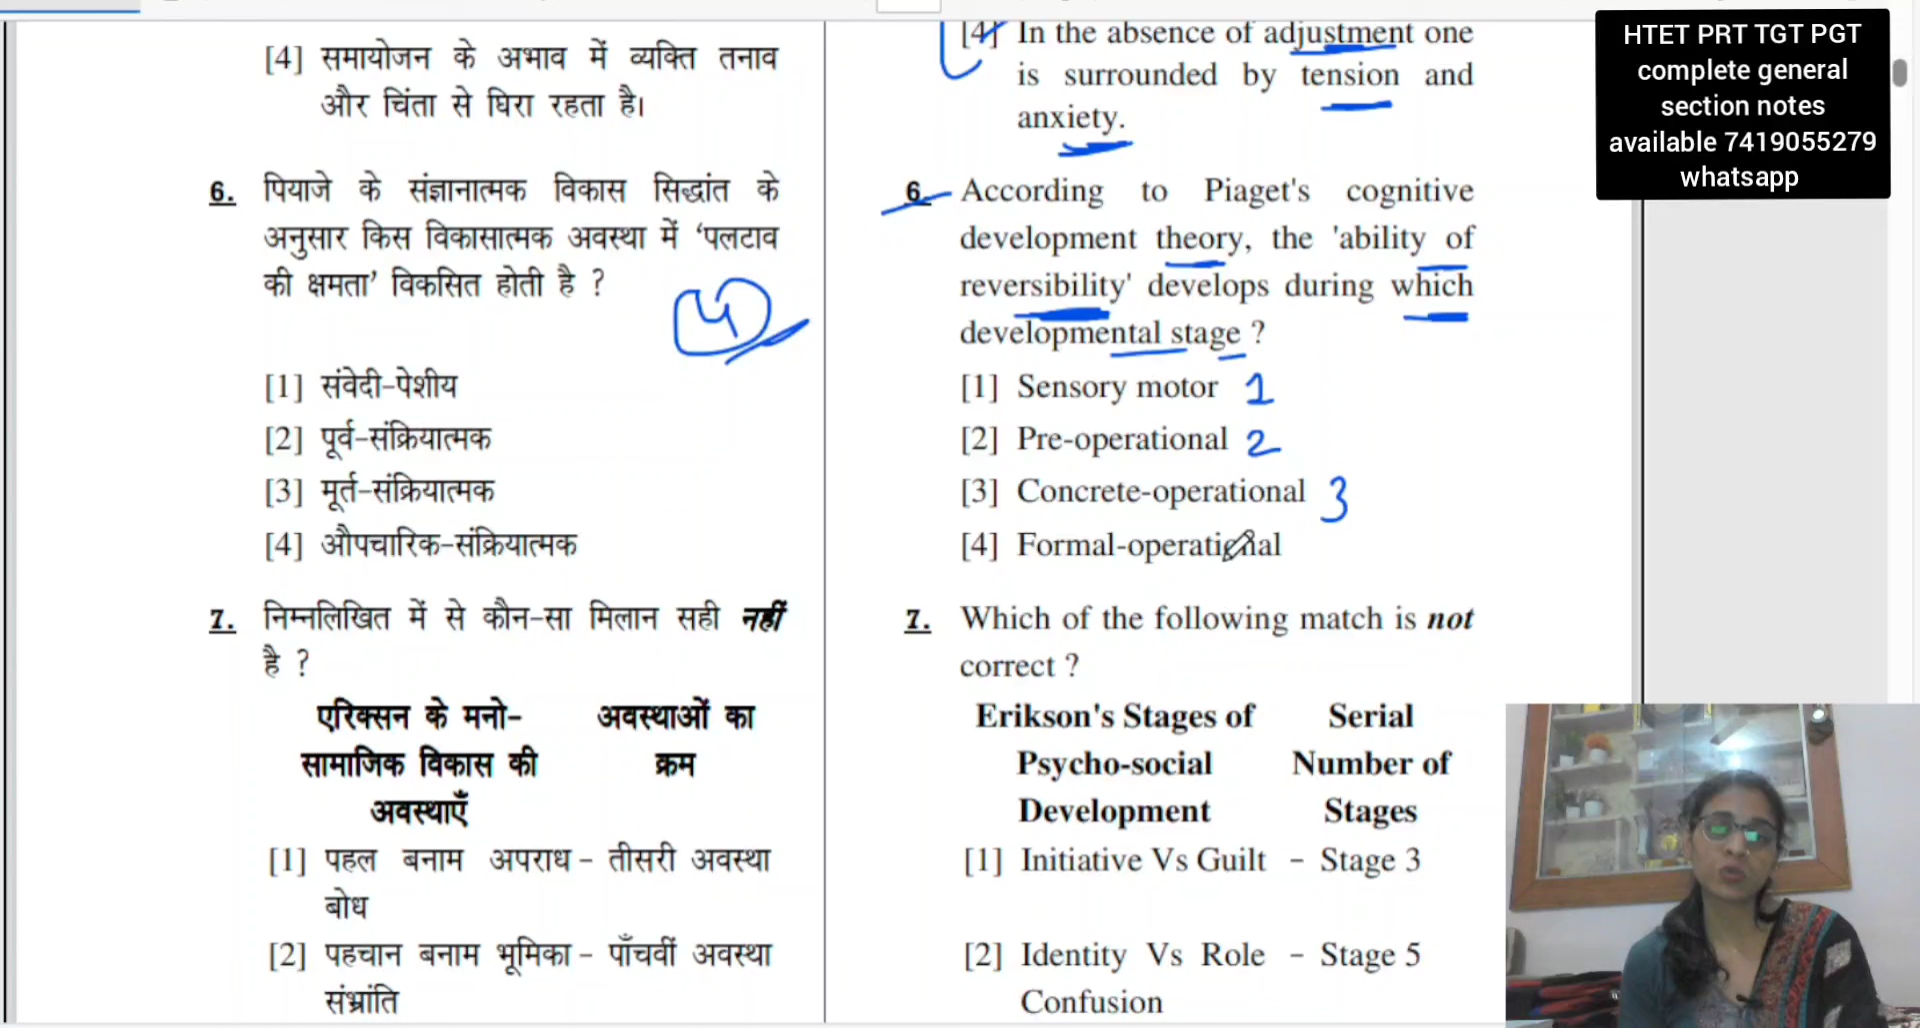 [4] समायोजन के अभाव में व्यक्ति तनाव
और चिंता से घिरा रहता है।
6. पियाजे के संज्ञानात्मक विकास सिद्धांत के
अनुसार किस विकासात्मक अवस्था में ‘पलटाव
की क्षमता’ विकसित होती है ?
4
[1] संवेदी-पेशीय
[2] पूर्व-संक्रियात्मक
[3] मूर्त-संक्रियात्मक
[4] औपचारिक-संक्रियात्मक
7. निम्नलिखित में से कौन-सा मिलान सही नहीं
है ?
एरिक्सन के मनो- अवस्थाओं का
सामाजिक विकास की क्रम
अवस्थाएँ
[1] पहल बनाम अपराध - तीसरी अवस्था
बोध
[2] पहचान बनाम भूमिका - पाँचवीं अवस्था
संभ्रांति
[4] In the absence of adjustment one
is surrounded by tension and
anxiety.
6. According to Piaget's cognitive
development theory, the 'ability of
reversibility' develops during which
developmental stage ?
[1] Sensory motor 1
[2] Pre-operational 2
[3] Concrete-operational 3
[4] Formal-operational
7. Which of the following match is not
correct ?
Erikson's Stages of Serial
Psycho-social Number of
Development Stages
[1] Initiative Vs Guilt - Stage 3
[2] Identity Vs Role - Stage 5
Confusion
HTET PRT TGT PGT
complete general
section notes
available 7419055279
whatsapp